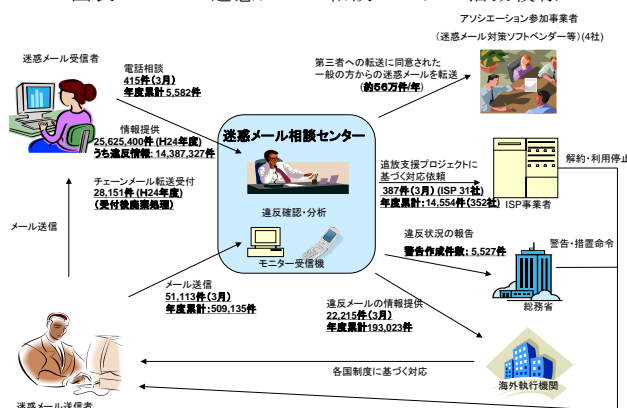 アソシエーション参加事業者
(迷惑メール対策ソフトベンダー等)(4社)
迷惑メール受信者
電話相談
415件(3月)
年度累計5,582件
第三者への転送に同意された
一般の方からの迷惑メールを転送
(約56万件/年)
情報提供
25,625,400件(H24年度)
うち違反情報:14,387,327件
迷惑メール相談センター
追放支援プロジェクトに
基づく対応依頼
387件(3月)(ISP 31社)
年度累計:14,554件(352社)
解約・利用停止
ISP事業者
チェーンメール転送受付
28,151件(H24年度)
(受付後廃棄処理)
違反確認・分析
メール送信
違反状況の報告
警告作成件数:5,527件
警告・措置命令
モニター受信機
総務省
メール送信
51,113件(3月)
年度累計:509,135件
違反メールの情報提供
22,215件(3月)
年度累計193,023件
各国制度に基づく対応
海外執行機関
迷惑メール送信者